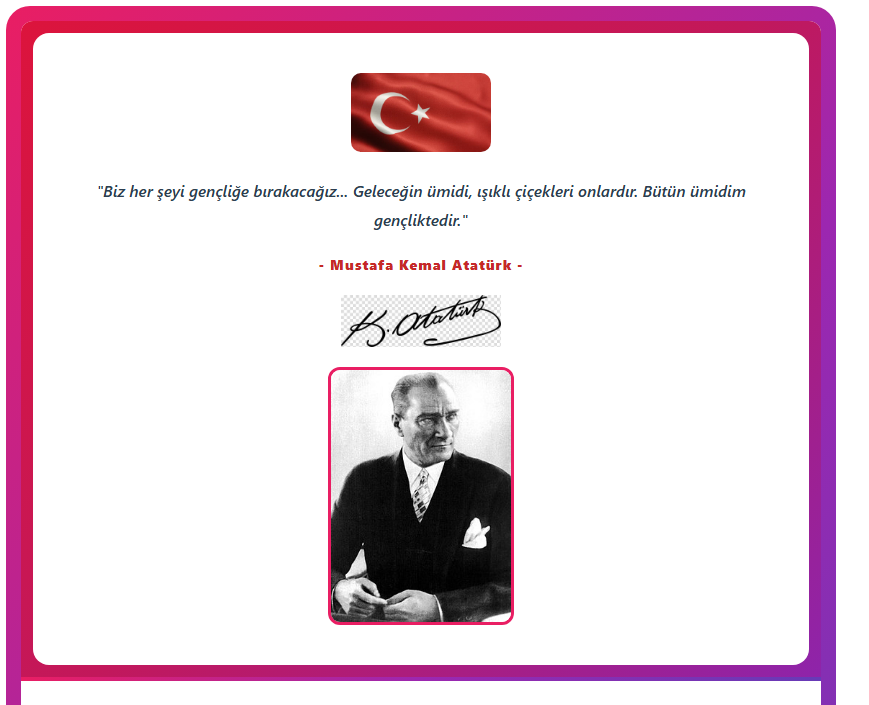 "Biz her şeyi gençliğe bırakacağız... Geleceğin ümidi, ışıklı çiçekleri onlardır. Bütün ümidim
gençliktedir."
- Mustafa Kemal Atatürk -
K. Atatürk